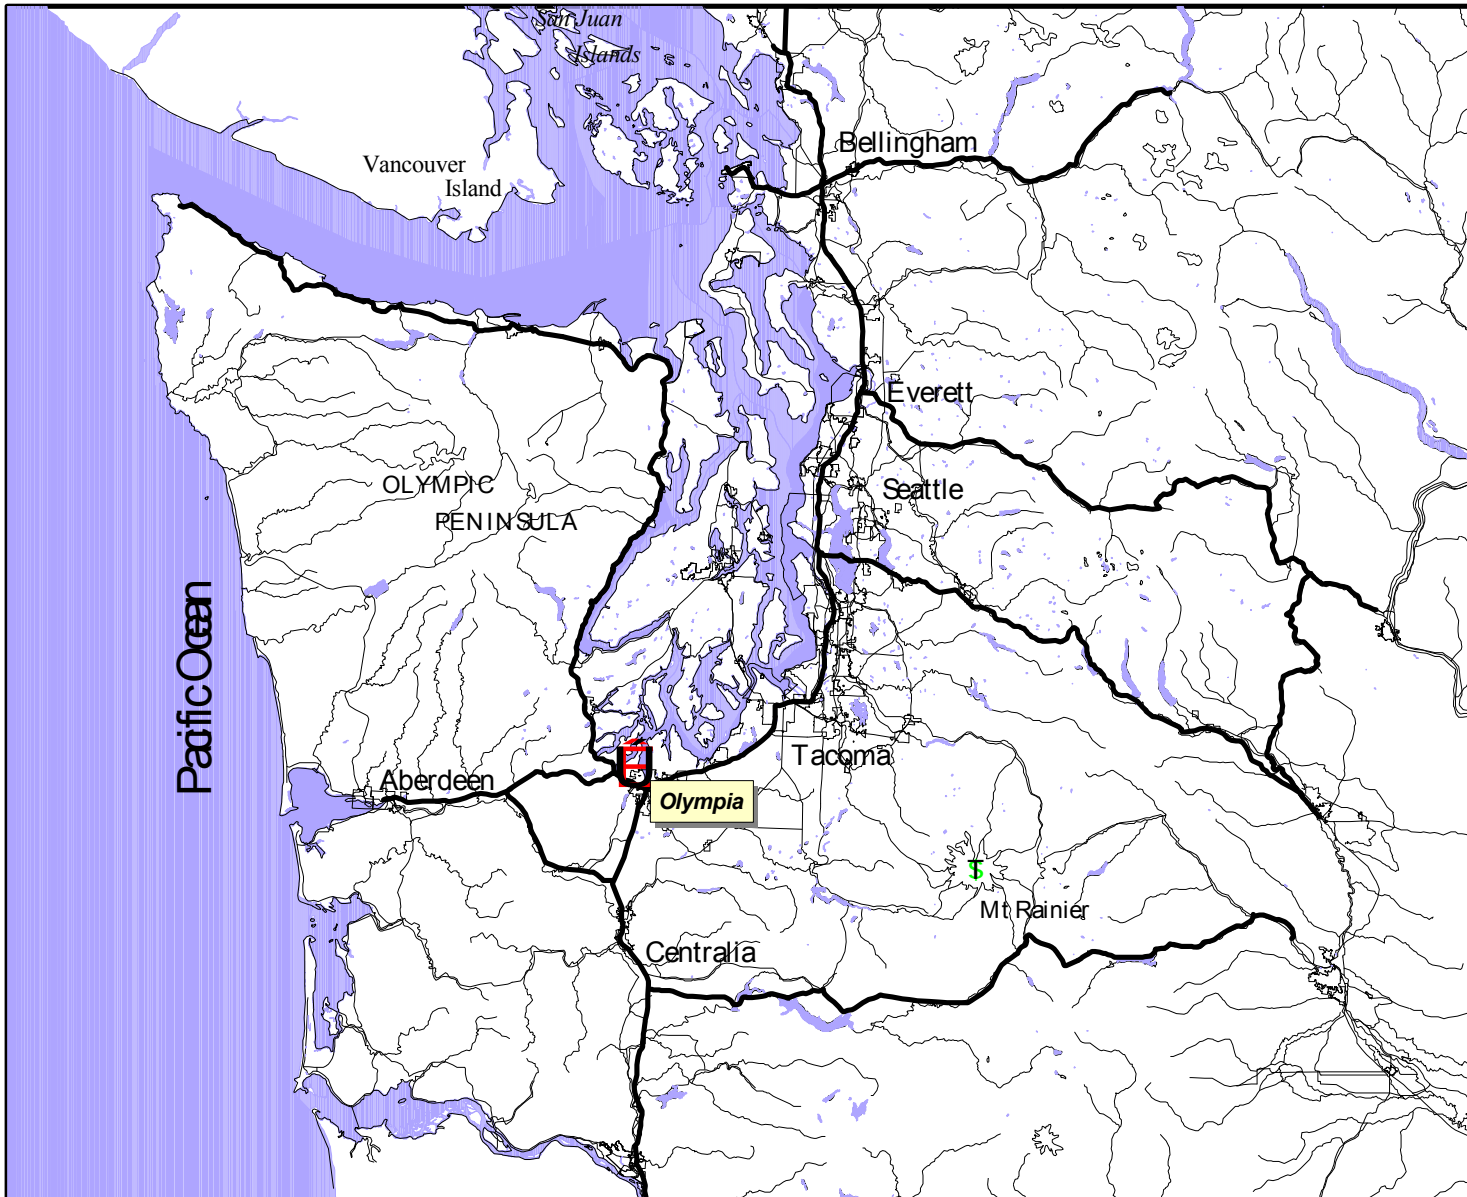 San Juan
Islands
Bellingham
Vancouver
Island
Everett
OLYMPIC
Seattle
PENINSULA
Pacific Ocean
Tacoma
Aberdeen
Olympia
T
S
Mt Rainier
Centralia